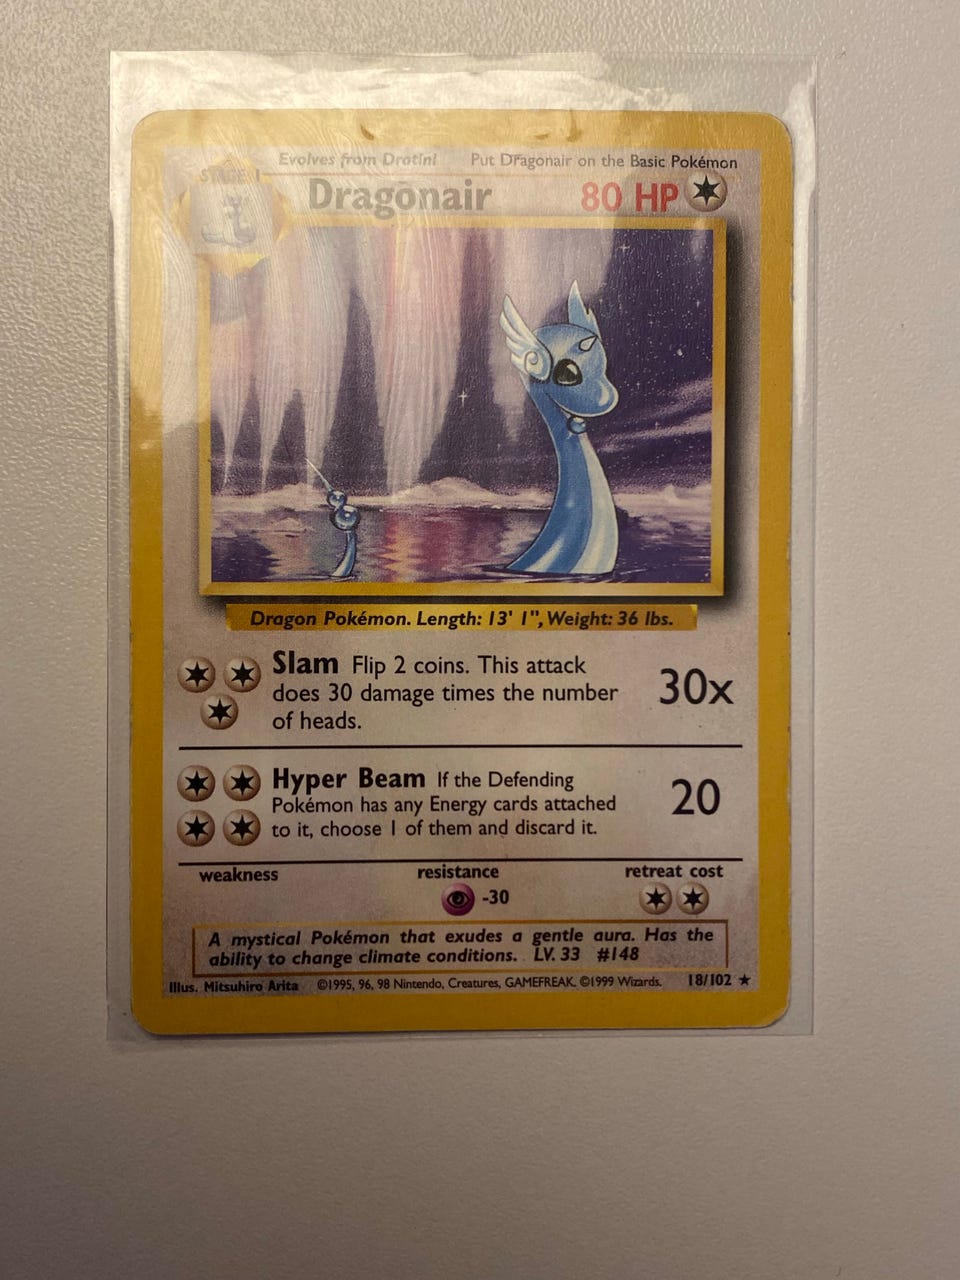 Evolves from Dratini Put Dragonair on the Basic Pokémon
STAGE 1
Dragonair 80 HP
Dragon Pokémon. Length: 13' 1", Weight: 36 lbs.
Slam Flip 2 coins. This attack
does 30 damage times the number
of heads.
30x
Hyper Beam If the Defending
Pokémon has any Energy cards attached
to it, choose 1 of them and discard it.
20
weakness resistance retreat cost
-30
A mystical Pokémon that exudes a gentle aura. Has the
ability to change climate conditions. LV. 33 #148
Illus. Mitsuhiro Arita ©1995, 96, 98 Nintendo, Creatures, GAMEFREAK. ©1999 Wizards. 18/102 ★